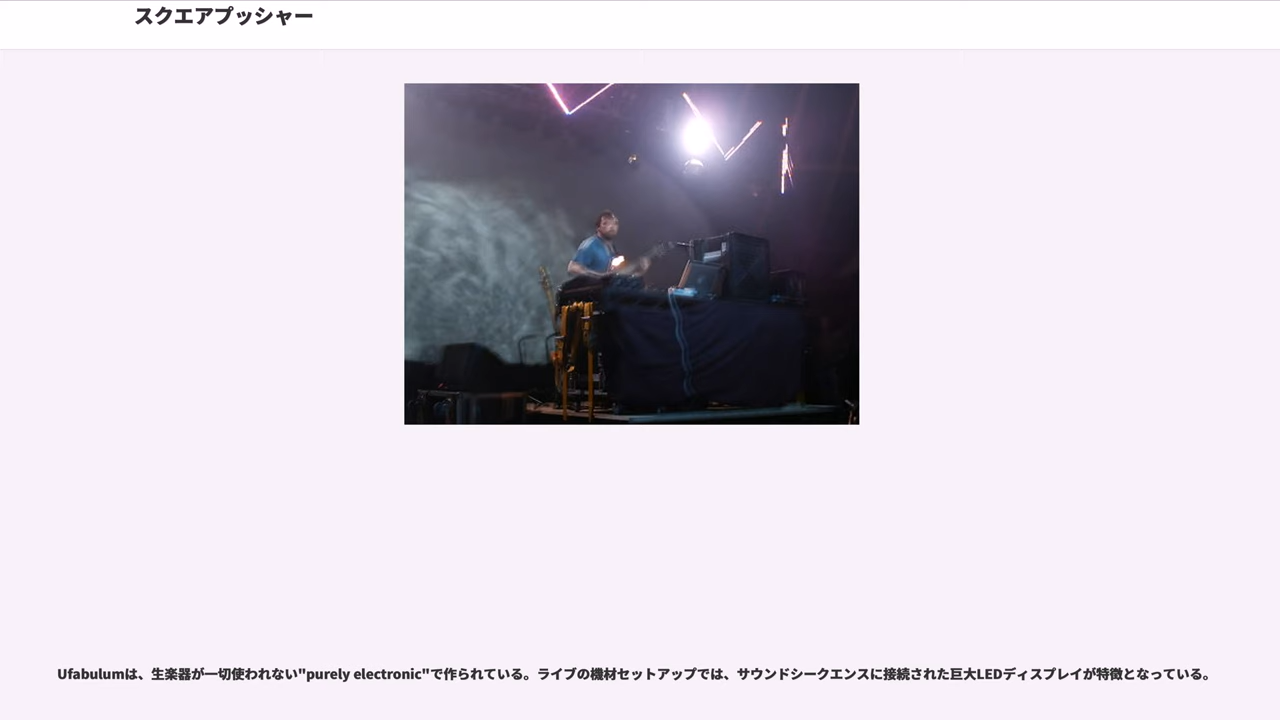 スクエアプッシャー
Ufabulumは、生楽器が一切使われない"purely electronic"で作られている。ライブの機材セットアップでは、サウンドシークエンスに接続された巨大LEDディスプレイが特徴となっている。